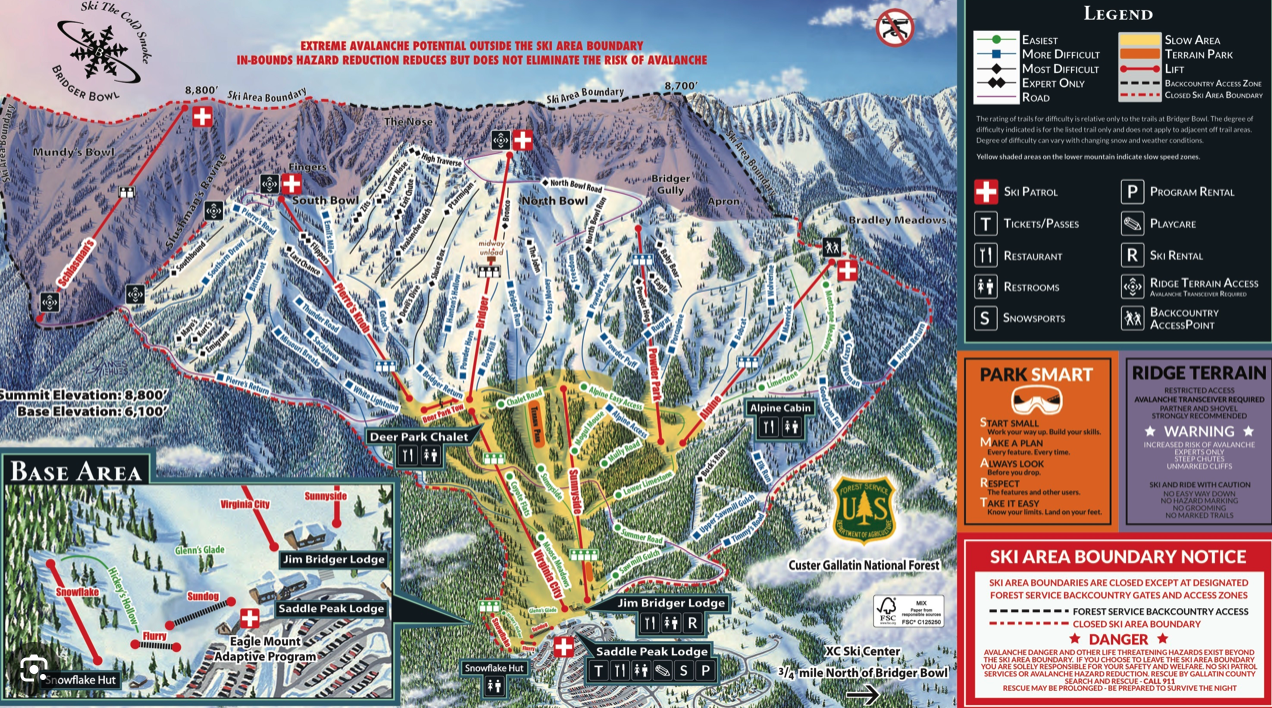 Ski The Cold Smoke
BRIDGER BOWL
EXTREME AVALANCHE POTENTIAL OUTSIDE THE SKI AREA BOUNDARY
IN-BOUNDS HAZARD REDUCTION REDUCES BUT DOES NOT ELIMINATE THE RISK OF AVALANCHE
8,800'
Ski Area Boundary
Ski Area Boundary
8,700'
Ski Area Boundary
Ski Area Boundary
The Nose
Mundy's Bowl
Slushman's Ravine
Fingers
South Bowl
High Traverse
North Bowl Road
North Bowl
Bridger
Gully
Apron
Bradley Meadows
Schlasman's
midway
unload
Pierre's Knob
Bridger
Powder Park
Alpine
North Bowl Run
Bronco
Ptarmigan
Avalanche Gulch
Southbound
Last Chance
Flippers
Thunder Road
Pierre's Return
White Lightning
Deer Park Tow
Chalet Road
Alpine Easy Access
Alpine Access
Limestone
Lower Limestone
Summer Road
Sawmill Gulch
Summit Elevation: 8,800'
Base Elevation: 6,100'
Deer Park Chalet
Alpine Cabin
Sunnyside
Virginia City
Glenn's Glade
Snowflake
Jim Bridger Lodge
R
Saddle Peak Lodge
T
S
P
Snowflake Hut
FOREST SERVICE
UAS
DEPARTMENT OF AGRICULTURE
Custer Gallatin National Forest
FSC
MIX
Paper from
responsible sources
FSC® C125250
XC Ski Center
3/4 mile North of Bridger Bowl
BASE AREA
Virginia City
Sunnyside
Glenn's Glade
Jim Bridger Lodge
Hickey's Hollow
Snowflake
Sundog
Saddle Peak Lodge
Flurry
Eagle Mount
Adaptive Program
Snowflake Hut
LEGEND
EASIEST
MORE DIFFICULT
MOST DIFFICULT
EXPERT ONLY
ROAD
SLOW AREA
TERRAIN PARK
LIFT
BACKCOUNTRY ACCESS ZONE
CLOSED SKI AREA BOUNDARY
The rating of trails for difficulty is relative only to the trails at Bridger Bowl. The degree of
difficulty indicated is for the listed trail only and does not apply to adjacent off trail areas.
Degree of difficulty can vary with changing snow and weather conditions.
Yellow shaded areas on the lower mountain indicate slow speed zones.
SKI PATROL
T TICKETS/PASSES
RESTAURANT
RESTROOMS
S SNOWSPORTS
P PROGRAM RENTAL
PLAYCARE
R SKI RENTAL
RIDGE TERRAIN ACCESS
AVALANCHE TRANSCEIVER REQUIRED
BACKCOUNTRY
ACCESSPOINT
PARK SMART
START SMALL
Work your way up. Build your skills.
MAKE A PLAN
Every feature. Every time.
ALWAYS LOOK
Before you drop.
RESPECT
The features and other users.
TAKE IT EASY
Know your limits. Land on your feet.
RIDGE TERRAIN
RESTRICTED ACCESS
AVALANCHE TRANSCEIVER REQUIRED
PARTNER AND SHOVEL
STRONGLY RECOMMENDED
WARNING
INCREASED RISK OF AVALANCHE
EXPERTS ONLY
STEEP CHUTES
UNMARKED CLIFFS
SKI AND RIDE WITH CAUTION
NO EASY WAY DOWN
NO HAZARD MARKING
NO GROOMING
NO MARKED TRAILS
SKI AREA BOUNDARY NOTICE
SKI AREA BOUNDARIES ARE CLOSED EXCEPT AT DESIGNATED
FOREST SERVICE BACKCOUNTRY GATES AND ACCESS ZONES
FOREST SERVICE BACKCOUNTRY ACCESS
CLOSED SKI AREA BOUNDARY
DANGER
AVALANCHE DANGER AND OTHER LIFE THREATENING HAZARDS EXIST BEYOND
THE SKI AREA BOUNDARY. IF YOU CHOOSE TO LEAVE THE SKI AREA BOUNDARY
YOU ARE SOLELY RESPONSIBLE FOR YOUR SAFETY AND WELFARE. NO SKI PATROL
SERVICES OR AVALANCHE HAZARD REDUCTION. RESCUE BY GALLATIN COUNTY
SEARCH AND RESCUE - CALL 911
RESCUE MAY BE PROLONGED - BE PREPARED TO SURVIVE THE NIGHT